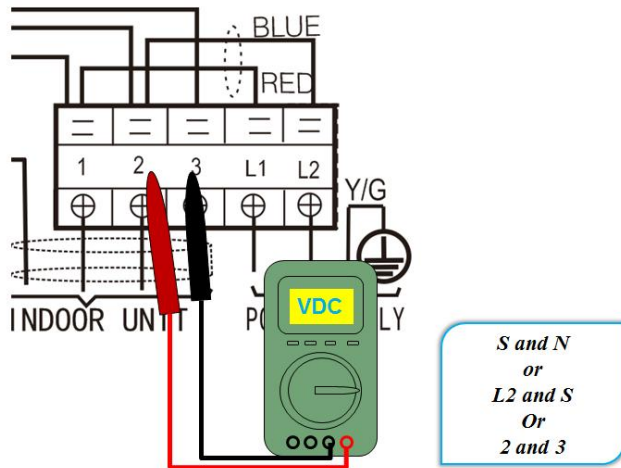 BLUE
RED
1 2 3 L1 L2
Y/G
INDOOR UNIT
VDC
S and N
or
L2 and S
Or
2 and 3